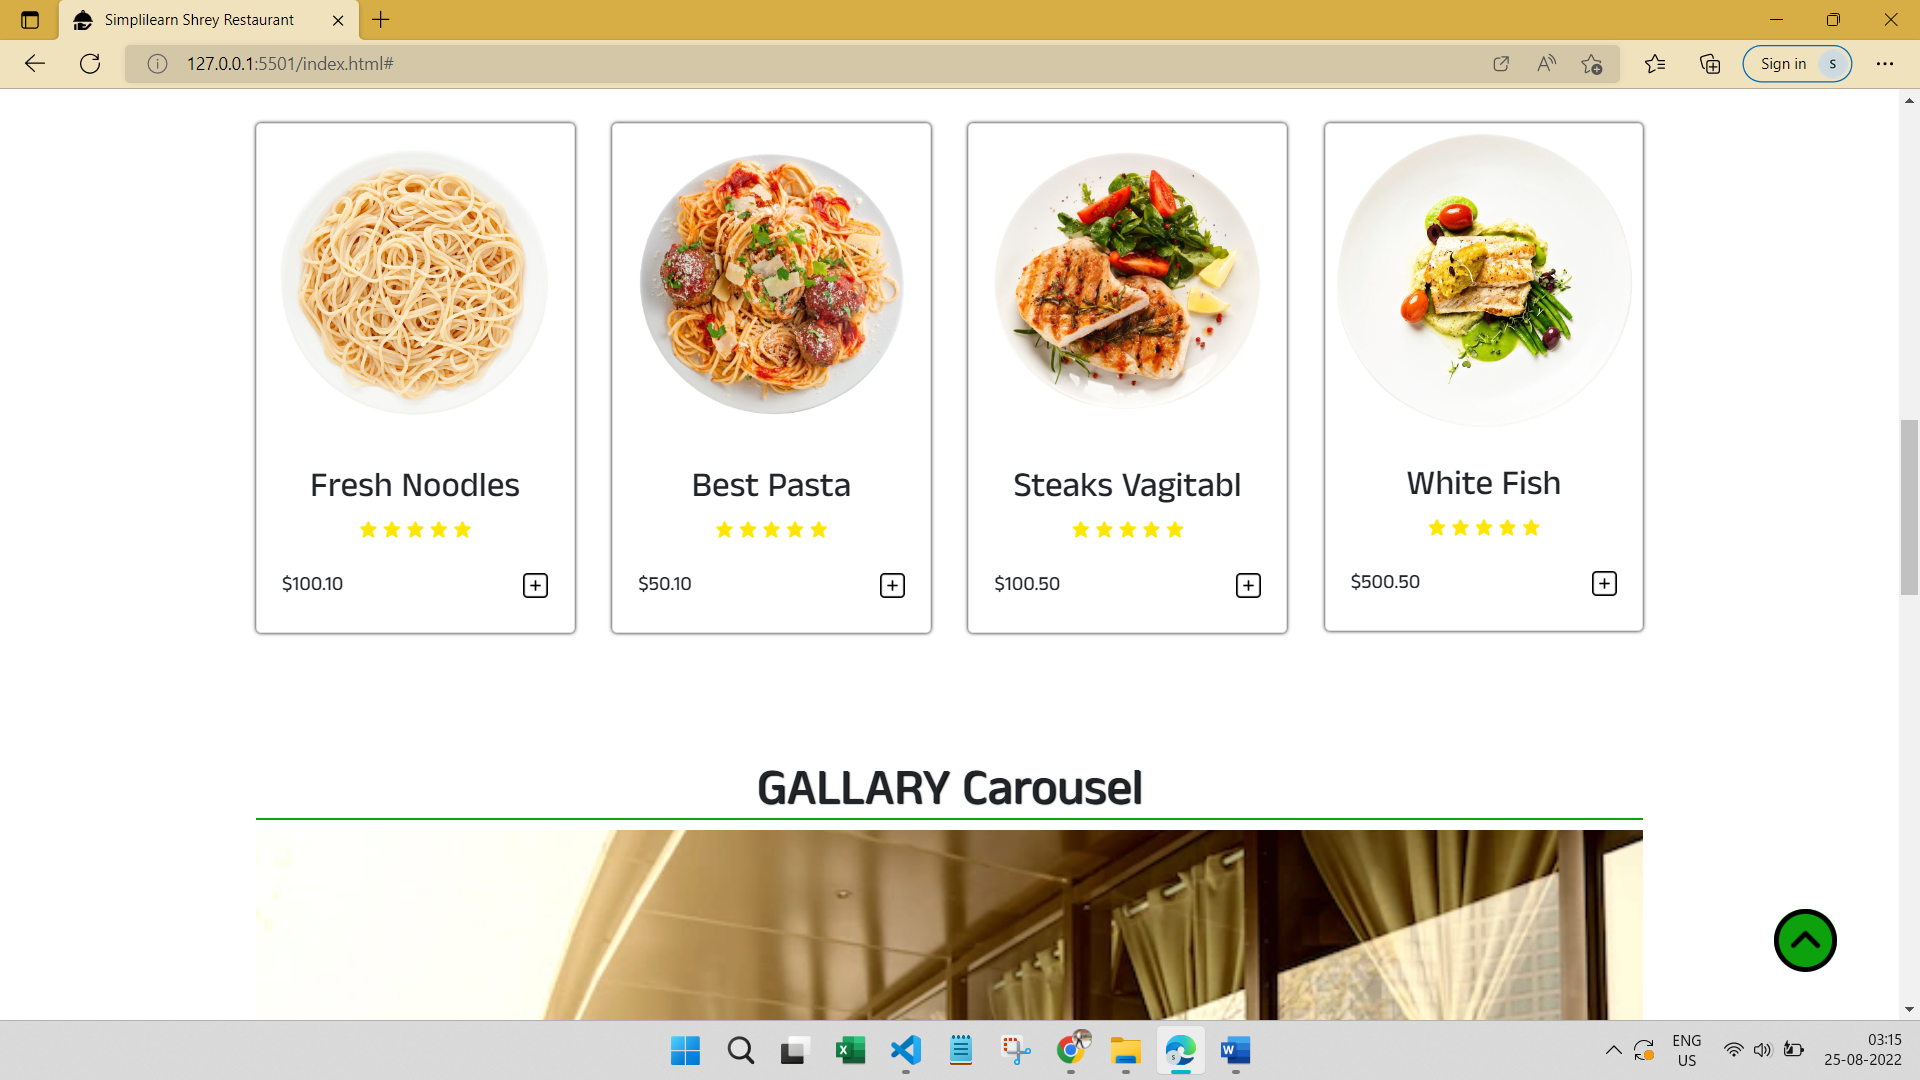 Simplilearn Shrey Restaurant
127.0.0.1:5501/index.html#
Sign in S
Fresh Noodles
$100.10
Best Pasta
$50.10
Steaks Vagitabl
$100.50
White Fish
$500.50
GALLARY Carousel
ENG
US
03:15
25-08-2022